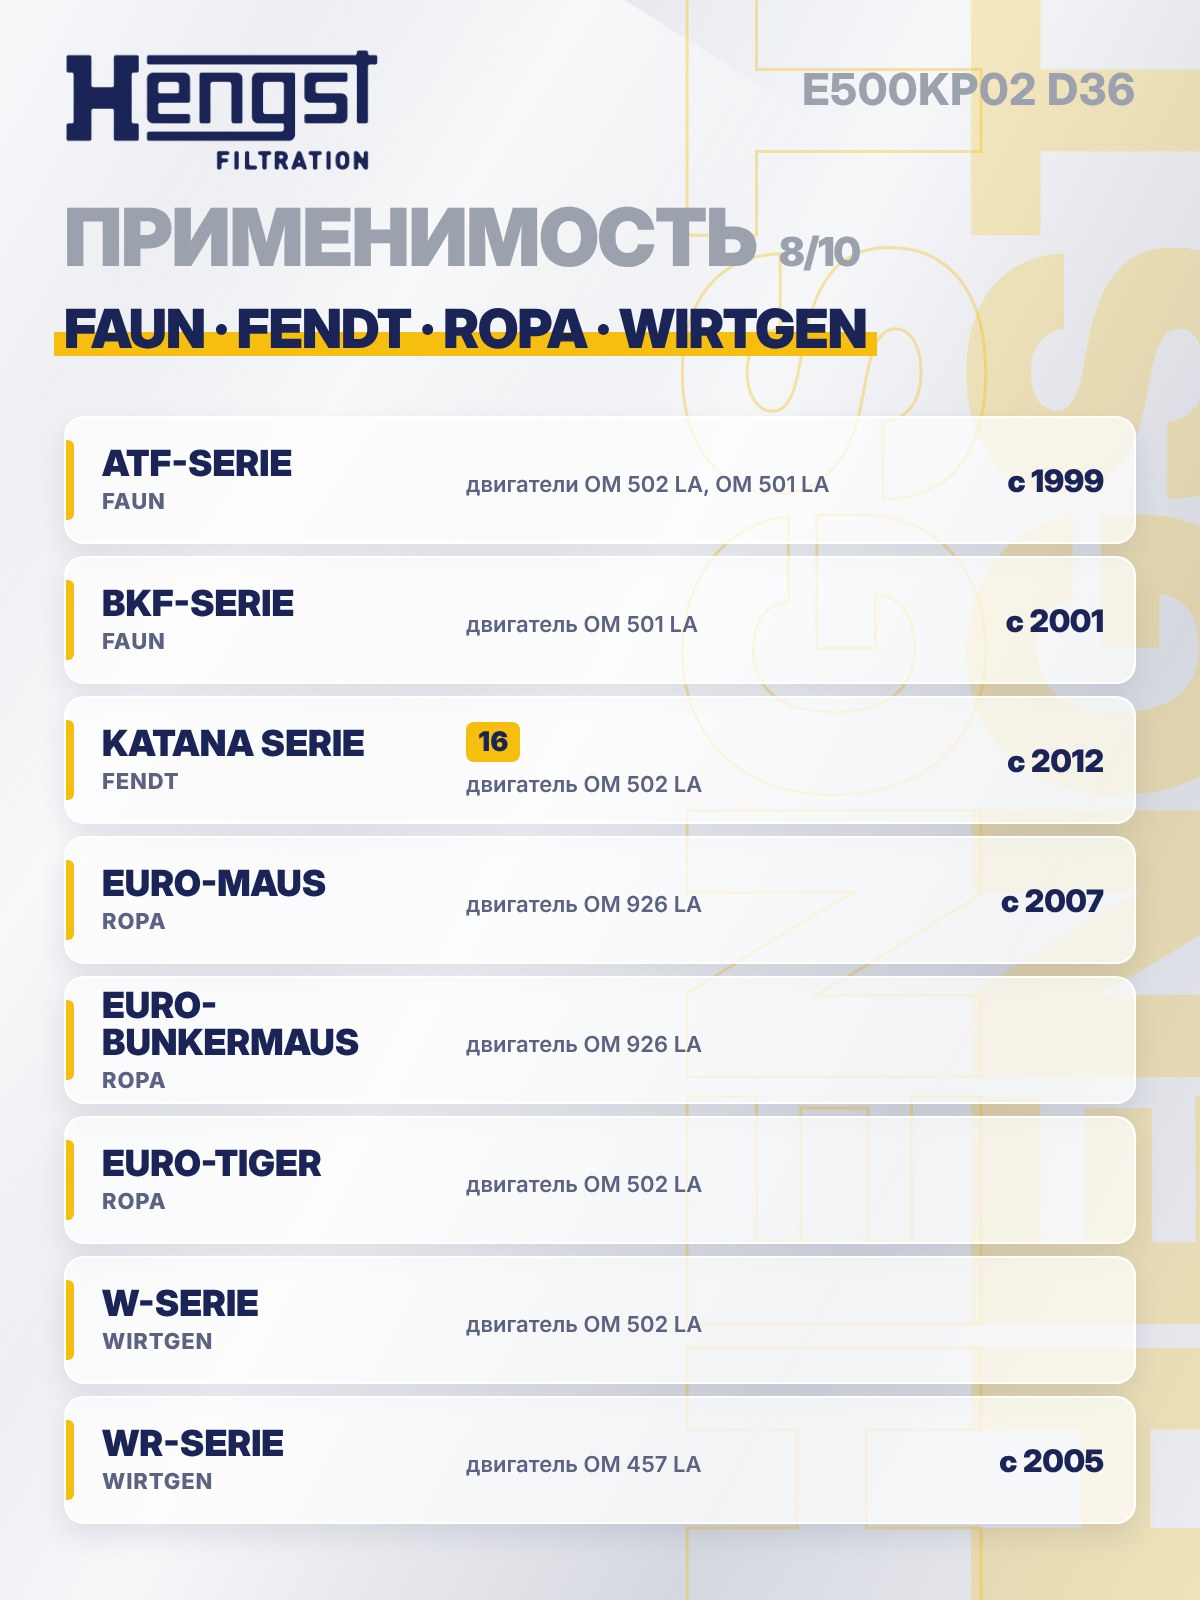 Hengst
FILTRATION
E500KP02 D36
ПРИМЕНИМОСТЬ 8/10
FAUN · FENDT · ROPA · WIRTGEN
ATF-SERIE
FAUN
двигатели OM 502 LA, OM 501 LA
с 1999
BKF-SERIE
FAUN
двигатель OM 501 LA
с 2001
KATANA SERIE
FENDT
16
двигатель OM 502 LA
с 2012
EURO-MAUS
ROPA
двигатель OM 926 LA
с 2007
EURO-
BUNKERMAUS
ROPA
двигатель OM 926 LA
EURO-TIGER
ROPA
двигатель OM 502 LA
W-SERIE
WIRTGEN
двигатель OM 502 LA
WR-SERIE
WIRTGEN
двигатель OM 457 LA
с 2005
HENGST
HENGST